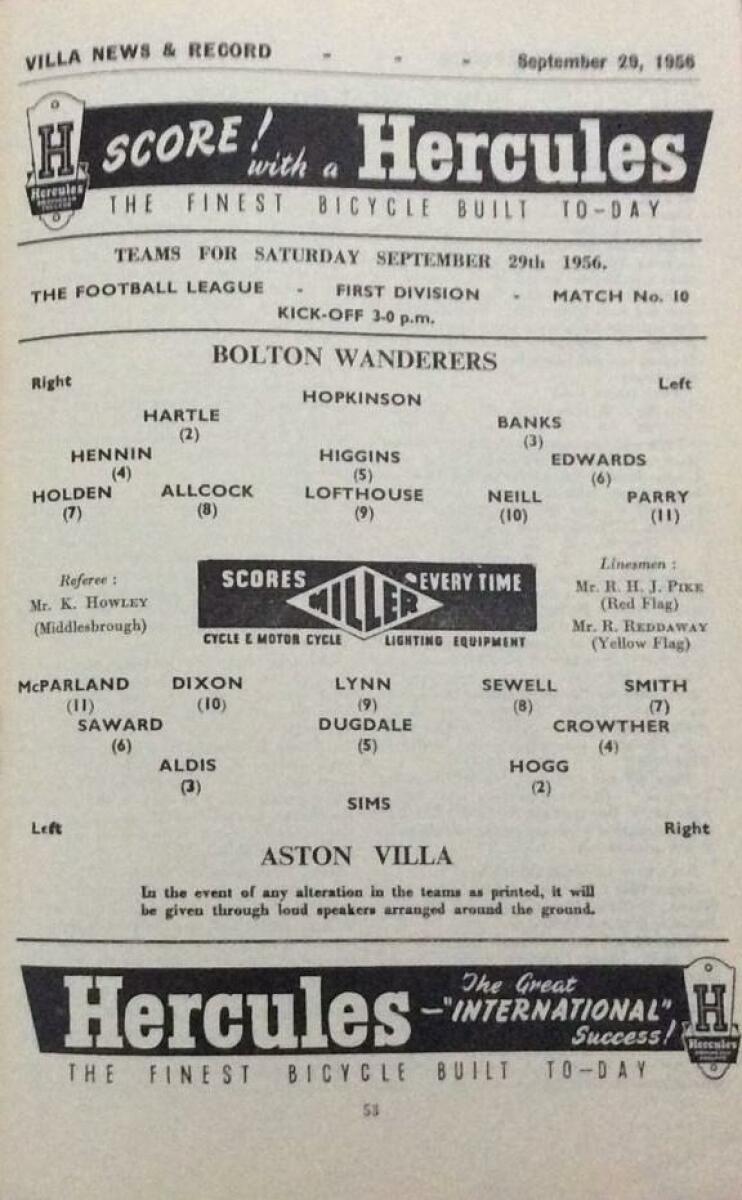 VILLA NEWS & RECORD - - - September 29, 1956
H
Hercules
SCORE! with a Hercules
THE FINEST BICYCLE BUILT TO-DAY
TEAMS FOR SATURDAY SEPTEMBER 29th 1956.
THE FOOTBALL LEAGUE - FIRST DIVISION - MATCH No. 10
KICK-OFF 3-0 p.m.
BOLTON WANDERERS
Right Left
HOPKINSON
HARTLE BANKS
(2) (3)
HENNIN HIGGINS EDWARDS
(4) (5) (6)
HOLDEN ALLCOCK LOFTHOUSE NEILL PARRY
(7) (8) (9) (10) (11)
Referee :
Mr. K. HOWLEY
(Middlesbrough)
SCORES MILLER EVERY TIME
CYCLE & MOTOR CYCLE LIGHTING EQUIPMENT
Linesmen :
Mr. R. H. J. PIKE
(Red Flag)
Mr. R. REDDAWAY
(Yellow Flag)
McPARLAND DIXON LYNN SEWELL SMITH
(11) (10) (9) (8) (7)
SAWARD DUGDALE CROWTHER
(6) (5) (4)
ALDIS HOGG
(3) (2)
SIMS
Left Right
ASTON VILLA
In the event of any alteration in the teams as printed, it will
be given through loud speakers arranged around the ground.
Hercules – The Great
"INTERNATIONAL"
Success!
H
Hercules
THE FINEST BICYCLE BUILT TO-DAY
53